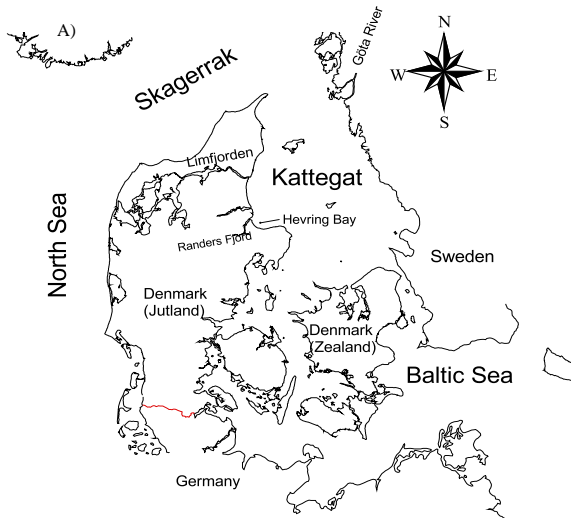 A)
Göta River
N
W
E
S
Skagerrak
Limfjorden
Kattegat
Hevring Bay
Randers Fjord
North Sea
Sweden
Denmark
(Jutland)
Denmark
(Zealand)
Baltic Sea
Germany